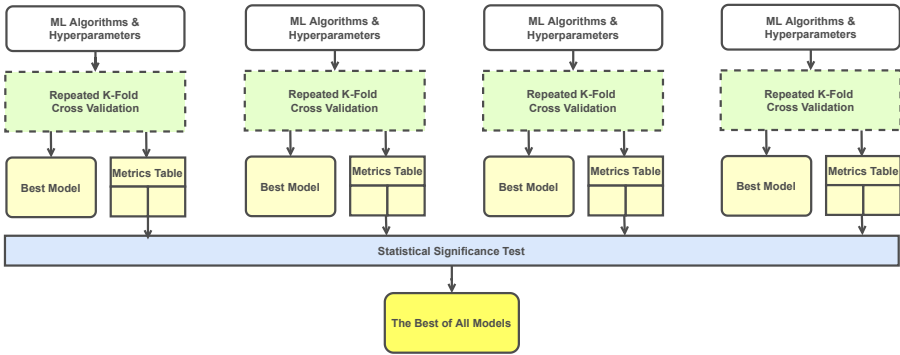 ML Algorithms &
Hyperparameters
ML Algorithms &
Hyperparameters
ML Algorithms &
Hyperparameters
ML Algorithms &
Hyperparameters
Repeated K-Fold
Cross Validation
Repeated K-Fold
Cross Validation
Repeated K-Fold
Cross Validation
Repeated K-Fold
Cross Validation
Best Model
Metrics Table
Best Model
Metrics Table
Best Model
Metrics Table
Best Model
Metrics Table
Statistical Significance Test
The Best of All Models